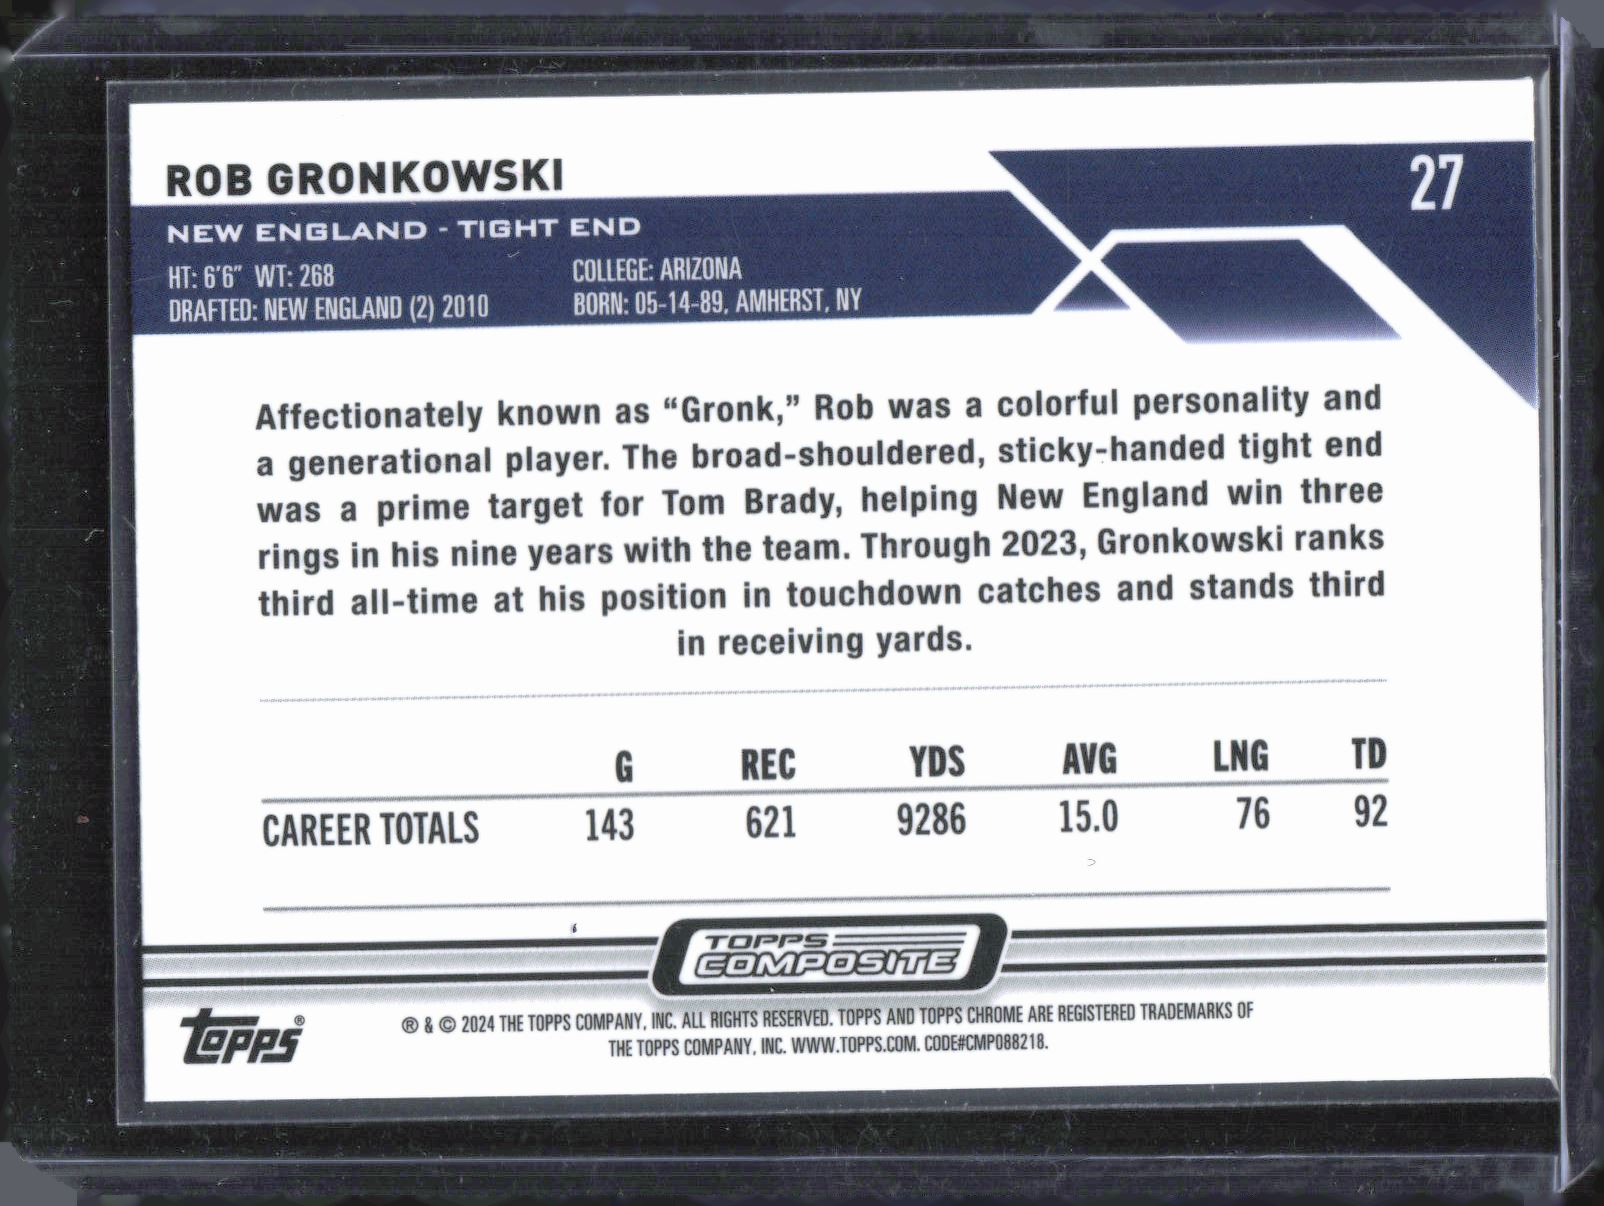 ROB GRONKOWSKI
27
NEW ENGLAND - TIGHT END
HT: 6'6" WT: 268
COLLEGE: ARIZONA
DRAFTED: NEW ENGLAND (2) 2010
BORN: 05-14-89, AMHERST, NY
Affectionately known as “Gronk,” Rob was a colorful personality and
a generational player. The broad-shouldered, sticky-handed tight end
was a prime target for Tom Brady, helping New England win three
rings in his nine years with the team. Through 2023, Gronkowski ranks
third all-time at his position in touchdown catches and stands third
in receiving yards.
G REC YDS AVG LNG TD
CAREER TOTALS 143 621 9286 15.0 76 92
TOPPS
COMPOSITE
topps®
® & © 2024 THE TOPPS COMPANY, INC. ALL RIGHTS RESERVED. TOPPS AND TOPPS CHROME ARE REGISTERED TRADEMARKS OF
THE TOPPS COMPANY, INC. WWW.TOPPS.COM. CODE#CMP088218.